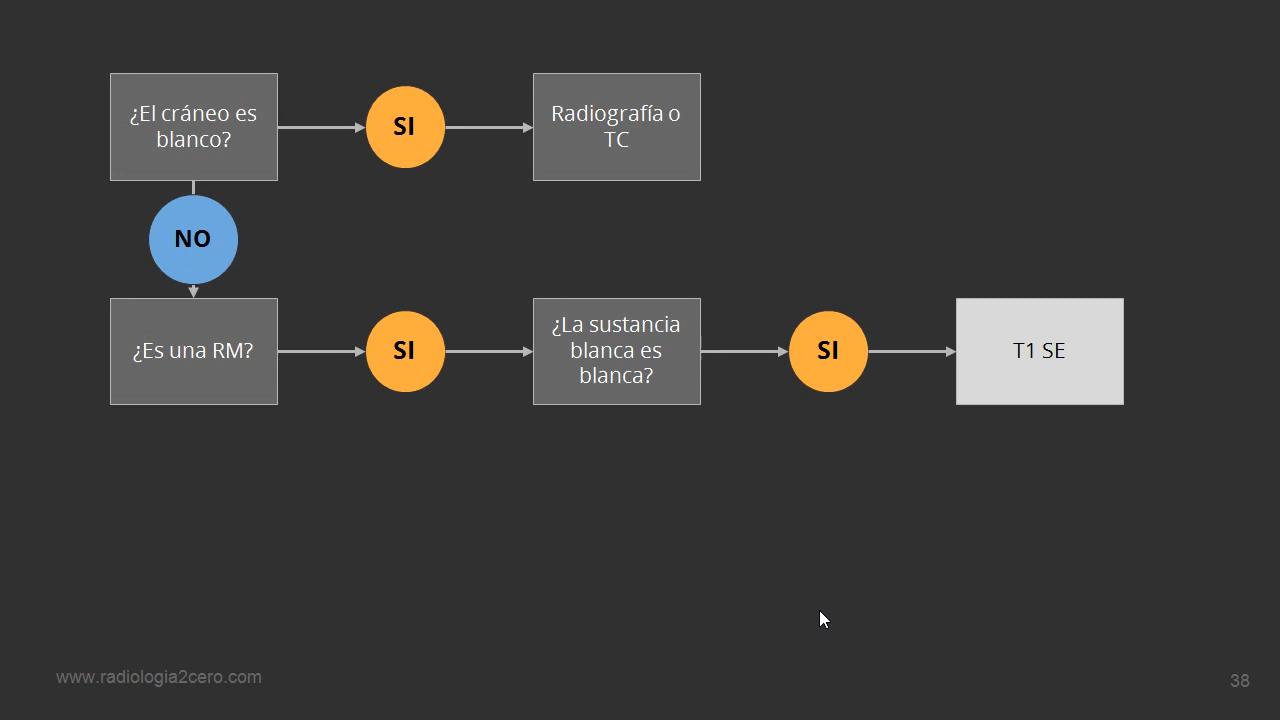 ¿El cráneo es
blanco?
SI
Radiografía o
TC
NO
¿Es una RM?
SI
¿La sustancia
blanca es
blanca?
SI
T1 SE
www.radiologia2cero.com
38